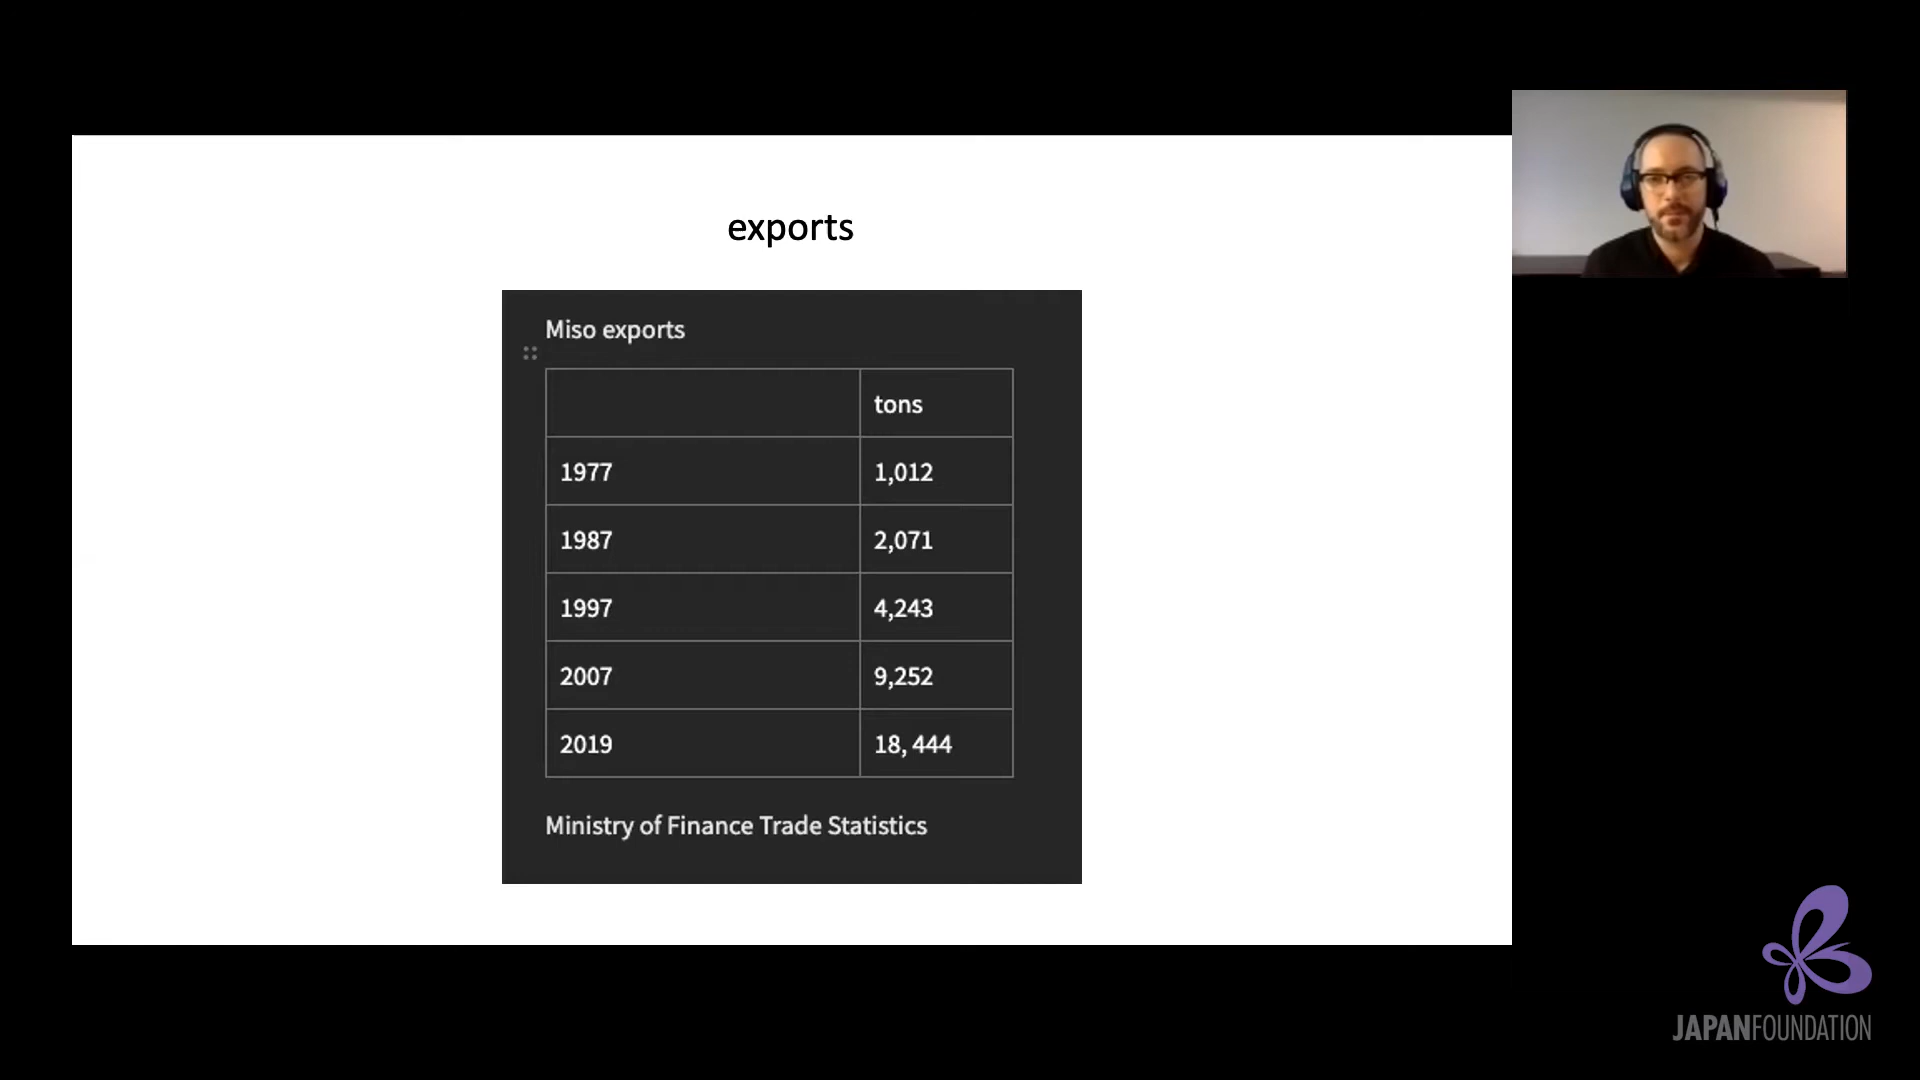 exports
Miso exports
tons
1977 1,012
1987 2,071
1997 4,243
2007 9,252
2019 18, 444
Ministry of Finance Trade Statistics
JAPANFOUNDATION